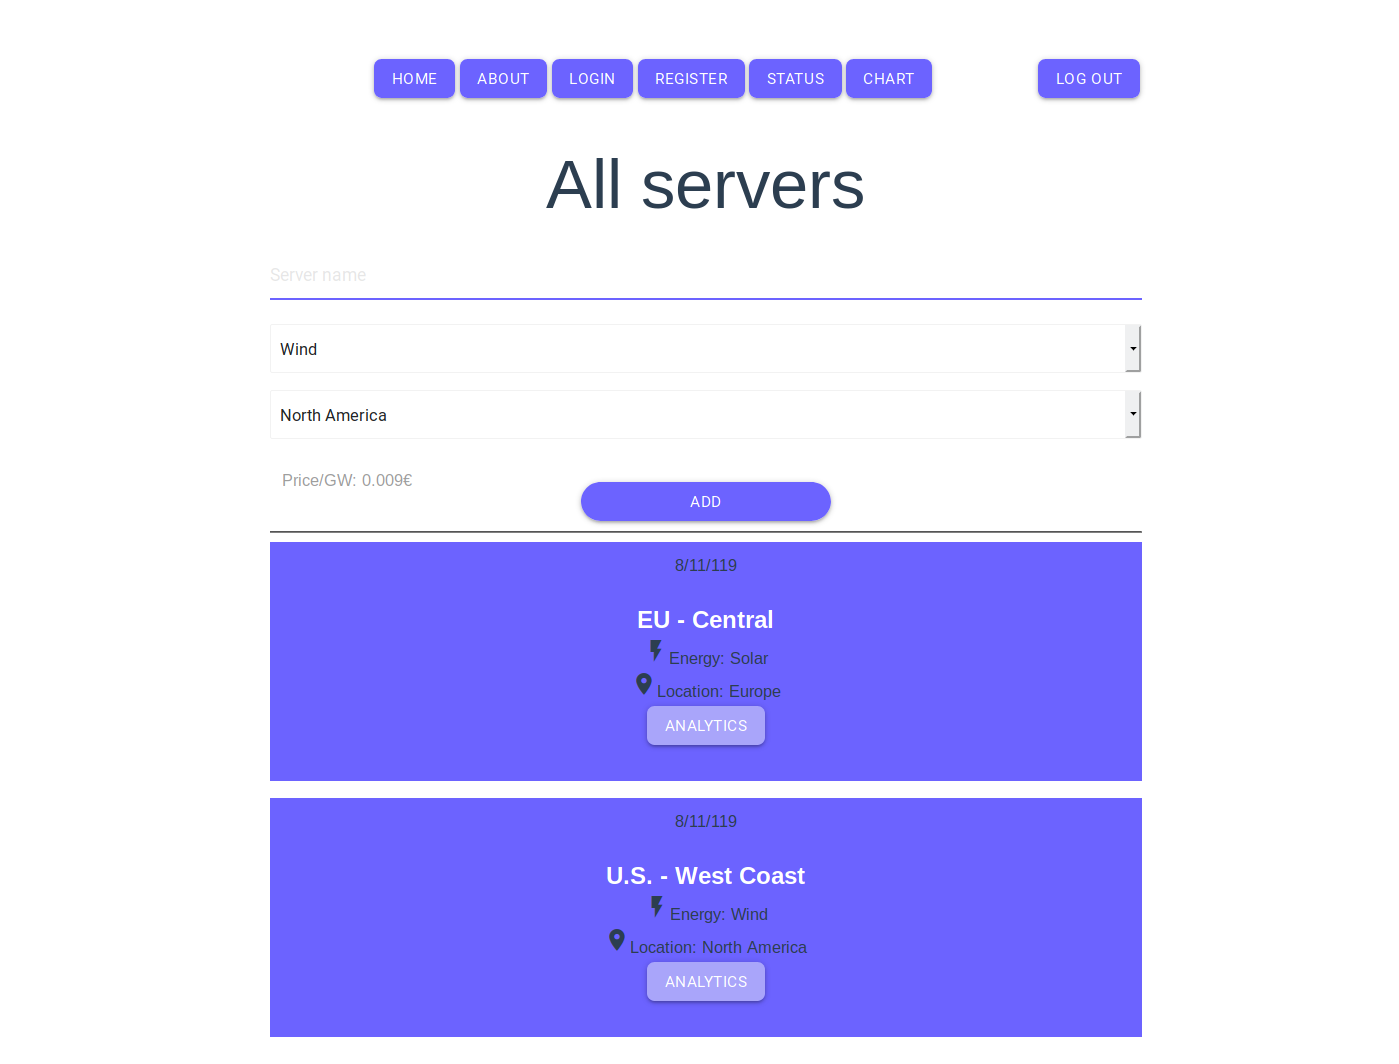 HOME ABOUT LOGIN REGISTER STATUS CHART LOG OUT
All servers
Server name
Wind
North America
Price/GW: 0.009€
ADD
8/11/119
EU - Central
Energy: Solar
Location: Europe
ANALYTICS
8/11/119
U.S. - West Coast
Energy: Wind
Location: North America
ANALYTICS